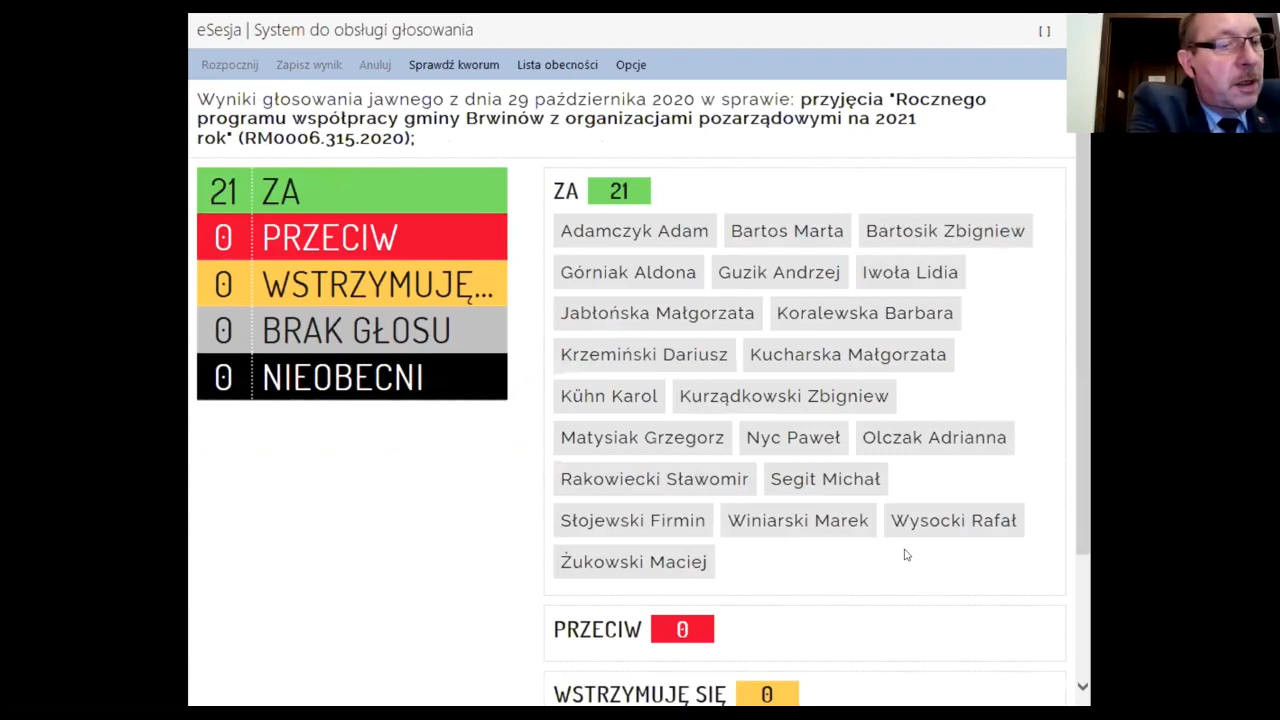 eSesja | System do obsługi głosowania
[ ]
Rozpocznij Zapisz wynik Anuluj Sprawdź kworum Lista obecności Opcje
Wyniki głosowania jawnego z dnia 29 października 2020 w sprawie: przyjęcia "Rocznego
programu współpracy gminy Brwinów z organizacjami pozarządowymi na 2021
rok" (RM0006.315.2020);
21 ZA
0 PRZECIW
0 WSTRZYMUJĘ...
0 BRAK GŁOSU
0 NIEOBECNI
ZA 21
Adamczyk Adam Bartos Marta Bartosik Zbigniew
Górniak Aldona Guzik Andrzej Iwoła Lidia
Jabłońska Małgorzata Koralewska Barbara
Krzemiński Dariusz Kucharska Małgorzata
Kühn Karol Kurządkowski Zbigniew
Matysiak Grzegorz Nyc Paweł Olczak Adrianna
Rakowiecki Sławomir Segit Michał
Słojewski Firmin Winiarski Marek Wysocki Rafał
Żukowski Maciej
PRZECIW 0
WSTRZYMUJĘ SIĘ 0